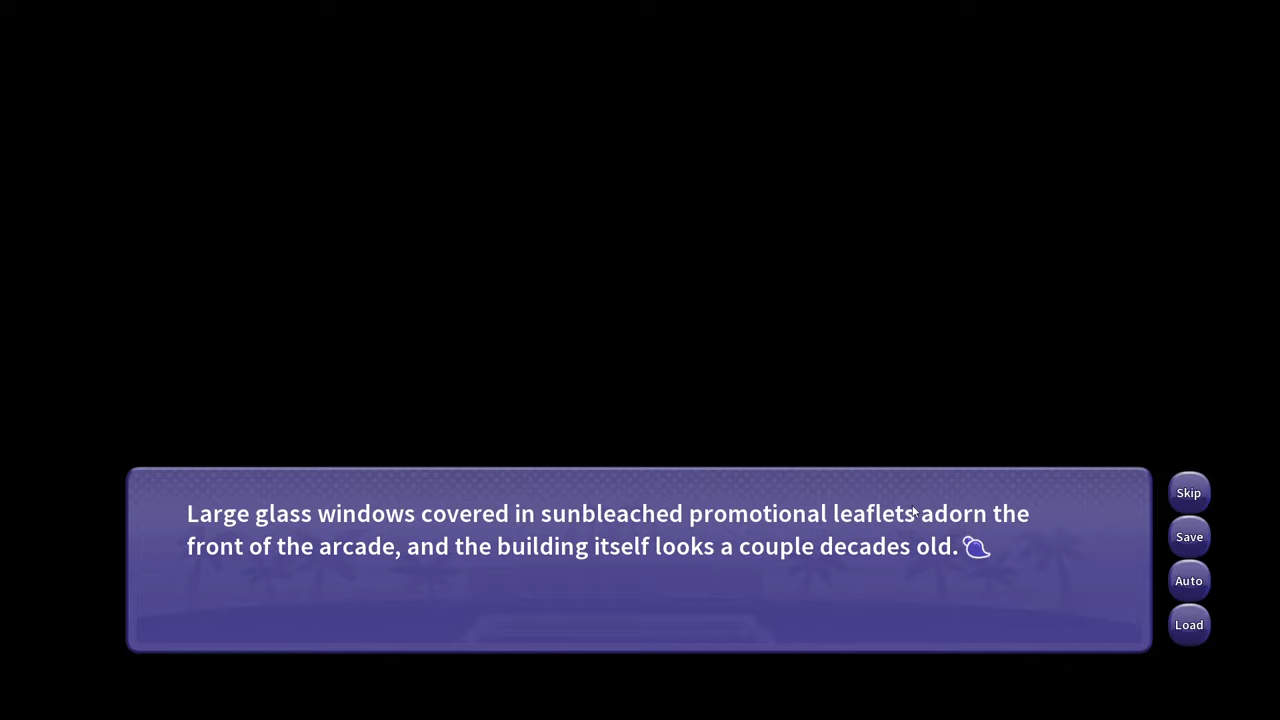 Large glass windows covered in sunbleached promotional leaflets adorn the
front of the arcade, and the building itself looks a couple decades old.
Skip
Save
Auto
Load